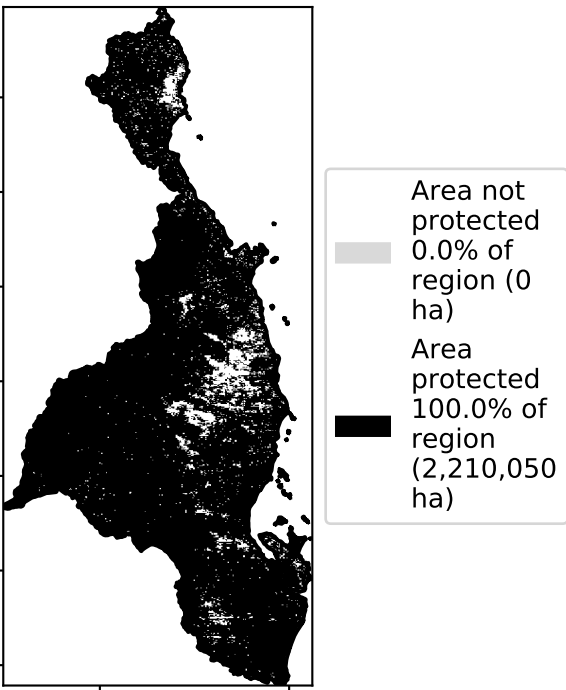 Area not
protected
0.0% of
region (0
ha)
Area
protected
100.0% of
region
(2,210,050
ha)